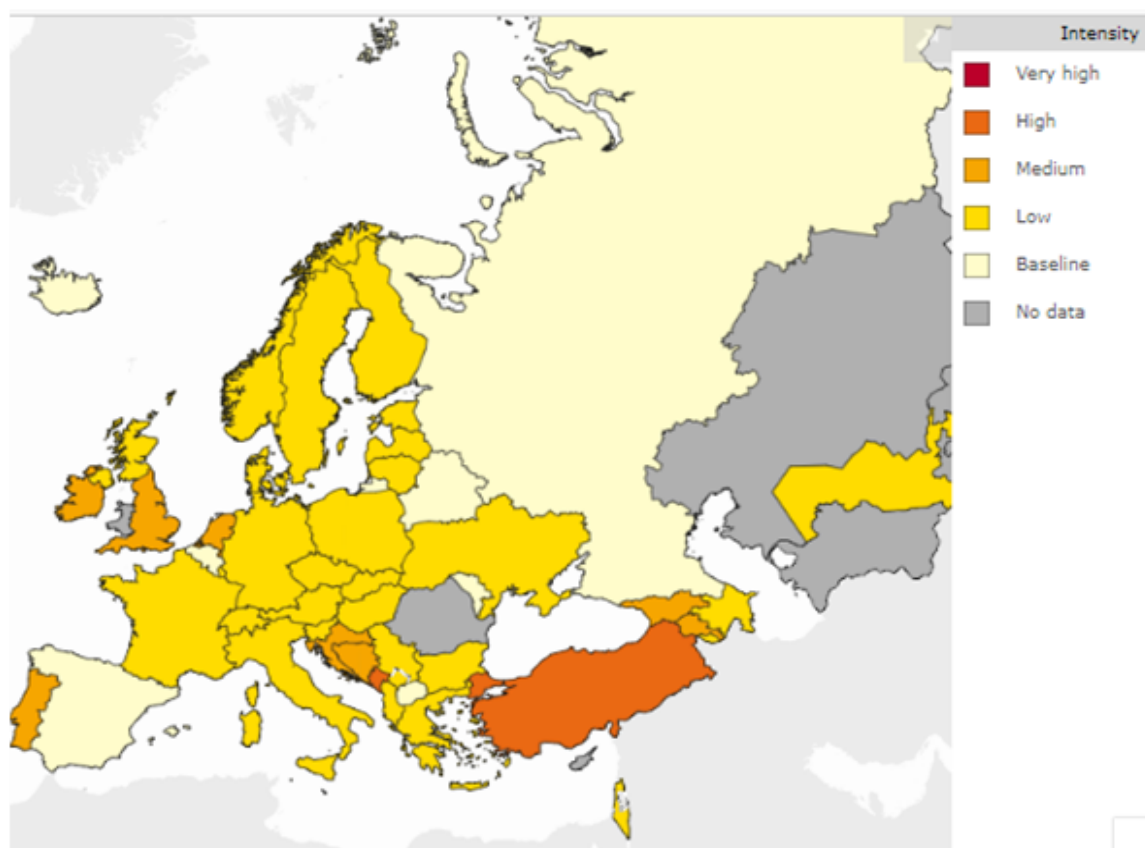 Intensity
Very high
High
Medium
Low
Baseline
No data